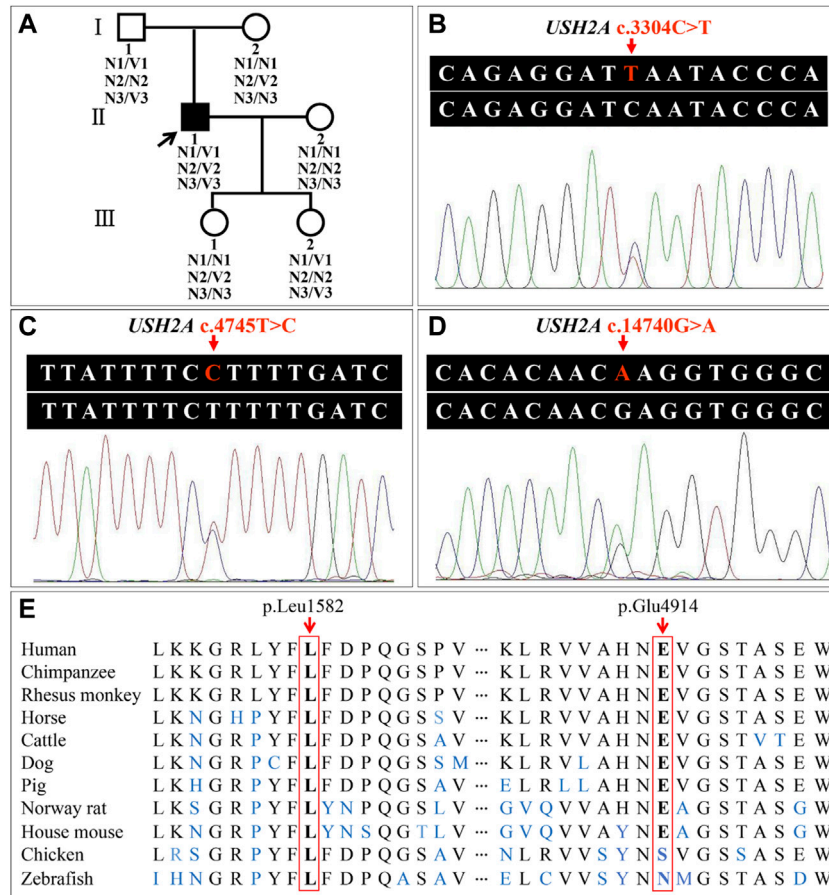 A
I
1
N1/V1
N2/N2
N3/V3
2
N1/N1
N2/V2
N3/N3
II
1
N1/V1
N2/V2
N3/V3
2
N1/N1
N2/N2
N3/N3
III
1
N1/N1
N2/V2
N3/N3
2
N1/V1
N2/N2
N3/V3
B
USH2A c.3304C>T
C A G A G G A T T A A T A C C C A
C A G A G G A T C A A T A C C C A
C
USH2A c.4745T>C
T T A T T T T C C T T T T G A T C
T T A T T T T C T T T T T G A T C
D
USH2A c.14740G>A
C A C A C A A C A A G G T G G G C
C A C A C A A C G A G G T G G G C
E
p.Leu1582 p.Glu4914
Human L K K G R L Y F L F D P Q G S P V ··· K L R V V A H N E V G S T A S E W
Chimpanzee L K K G R L Y F L F D P Q G S P V ··· K L R V V A H N E V G S T A S E W
Rhesus monkey L K K G R L Y F L F D P Q G S P V ··· K L R V V A H N E V G S T A S E W
Horse L K N G H P Y F L F D P Q G S S V ··· K L R V V A H N E V G S T A S E W
Cattle L K N G R P Y F L F D P Q G S A V ··· K L R V L A H N E V G S T V T E W
Dog L K N G R P C F L F D P Q G S S M ··· K L R V V A H N E V G S T A S E W
Pig L K H G R P Y F L F D P Q G S A V ··· E L R L L A H N E V G S T A S E W
Norway rat L K S G R P Y F L Y N P Q G S L V ··· G V Q V V A H N E A G S T A S G W
House mouse L K N G R P Y F L Y N S Q G T L V ··· G V Q V V A Y N E A G S T A S G W
Chicken L R S G R P Y F L F D P Q G S A V ··· N L R V V S Y N S V G S S A S E W
Zebrafish I H N G R P Y F L F D P Q A S A V ··· E L C V V S Y N N M G S T A S D W